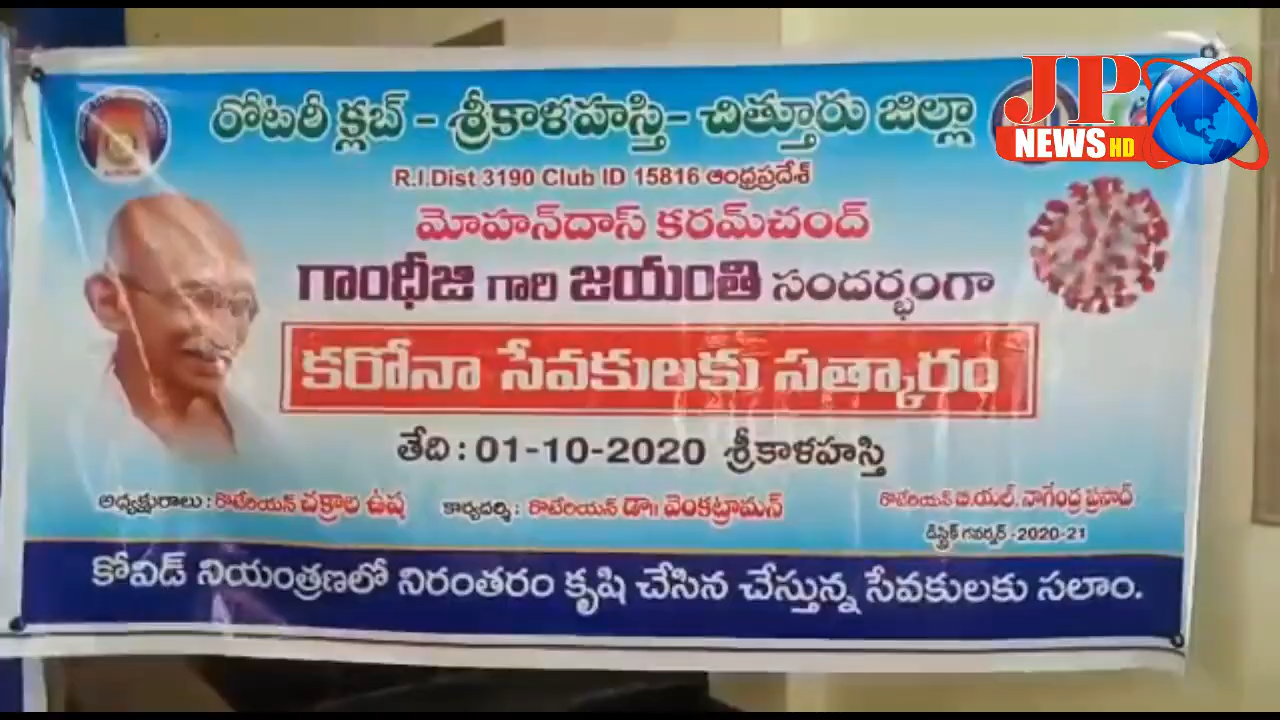 రోటరీ క్లబ్ - శ్రీకాళహస్తి- చిత్తూరు జిల్లా
JP
NEWS HD
R.I.Dist 3190 Club ID 15816 ఆంధ్రప్రదేశ్
మోహన్‌దాస్ కరమ్‌చంద్
గాంధీజి గారి జయంతి సందర్భంగా
కరోనా సేవకులకు సత్కారం
తేది : 01-10-2020 శ్రీకాళహస్తి
అధ్యక్షురాలు : రొటేరియన్ చక్రాల ఉష కార్యదర్శి : రొటేరియన్ డా॥ వెంకట్రామన్ రొటేరియన్ బి.యల్. నాగేంద్ర ప్రసాద్
డిస్ట్రిక్ గవర్నర్ -2020-21
కోవిడ్ నియంత్రణలో నిరంతరం కృషి చేసిన చేస్తున్న సేవకులకు సలాం.